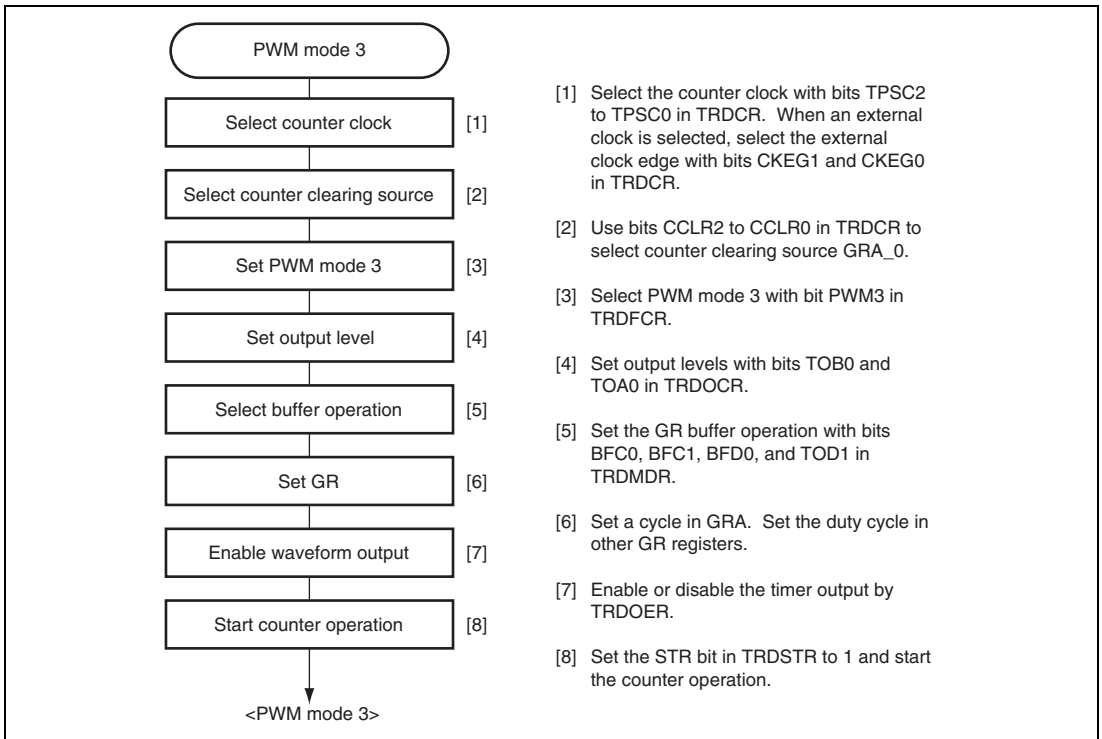 PWM mode 3
Select counter clock [1]
Select counter clearing source [2]
Set PWM mode 3 [3]
Set output level [4]
Select buffer operation [5]
Set GR [6]
Enable waveform output [7]
Start counter operation [8]
<PWM mode 3>
[1] Select the counter clock with bits TPSC2
to TPSC0 in TRDCR. When an external
clock is selected, select the external
clock edge with bits CKEG1 and CKEG0
in TRDCR.
[2] Use bits CCLR2 to CCLR0 in TRDCR to
select counter clearing source GRA_0.
[3] Select PWM mode 3 with bit PWM3 in
TRDFCR.
[4] Set output levels with bits TOB0 and
TOA0 in TRDOCR.
[5] Set the GR buffer operation with bits
BFC0, BFC1, BFD0, and TOD1 in
TRDMDR.
[6] Set a cycle in GRA. Set the duty cycle in
other GR registers.
[7] Enable or disable the timer output by
TRDOER.
[8] Set the STR bit in TRDSTR to 1 and start
the counter operation.